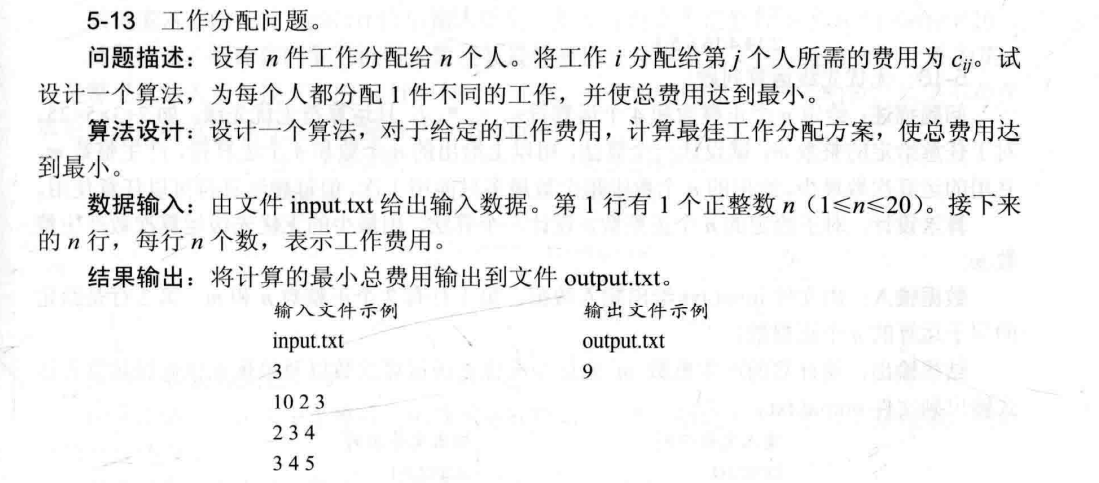 5-13 工作分配问题。
问题描述：设有 n 件工作分配给 n 个人。将工作 i 分配给第 j 个人所需的费用为 cij。试
设计一个算法，为每个人都分配 1 件不同的工作，并使总费用达到最小。
算法设计：设计一个算法，对于给定的工作费用，计算最佳工作分配方案，使总费用达
到最小。
数据输入：由文件 input.txt 给出输入数据。第 1 行有 1 个正整数 n（1≤n≤20）。接下来
的 n 行，每行 n 个数，表示工作费用。
结果输出：将计算的最小总费用输出到文件 output.txt。
输入文件示例 输出文件示例
input.txt output.txt
3 9
10 2 3
2 3 4
3 4 5